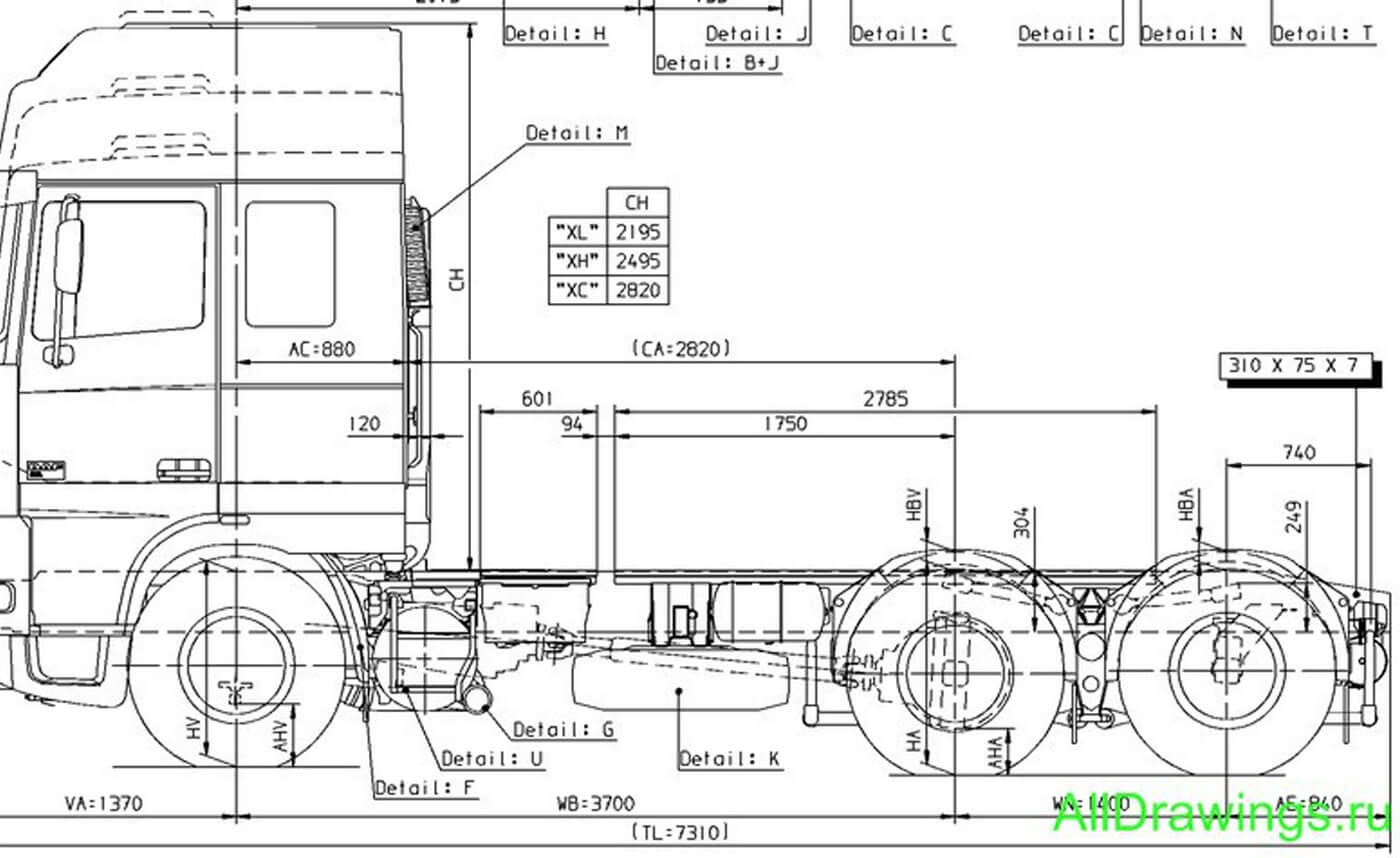 Detail: H
Detail: J
Detail: C
Detail: C
Detail: N
Detail: T
Detail: B+J
Detail: M
CH
"XL" 2195
"XH" 2495
"XC" 2820
CH
AC=880
(CA=2820)
310 X 75 X 7
601
2785
120
94
1750
740
HBV
304
HBA
249
HV
AHV
HA
AHA
Detail: G
Detail: U
Detail: K
Detail: F
VA=1370
WB=3700
WN=1400
AE=840
AllDrawings.ru
(TL=7310)